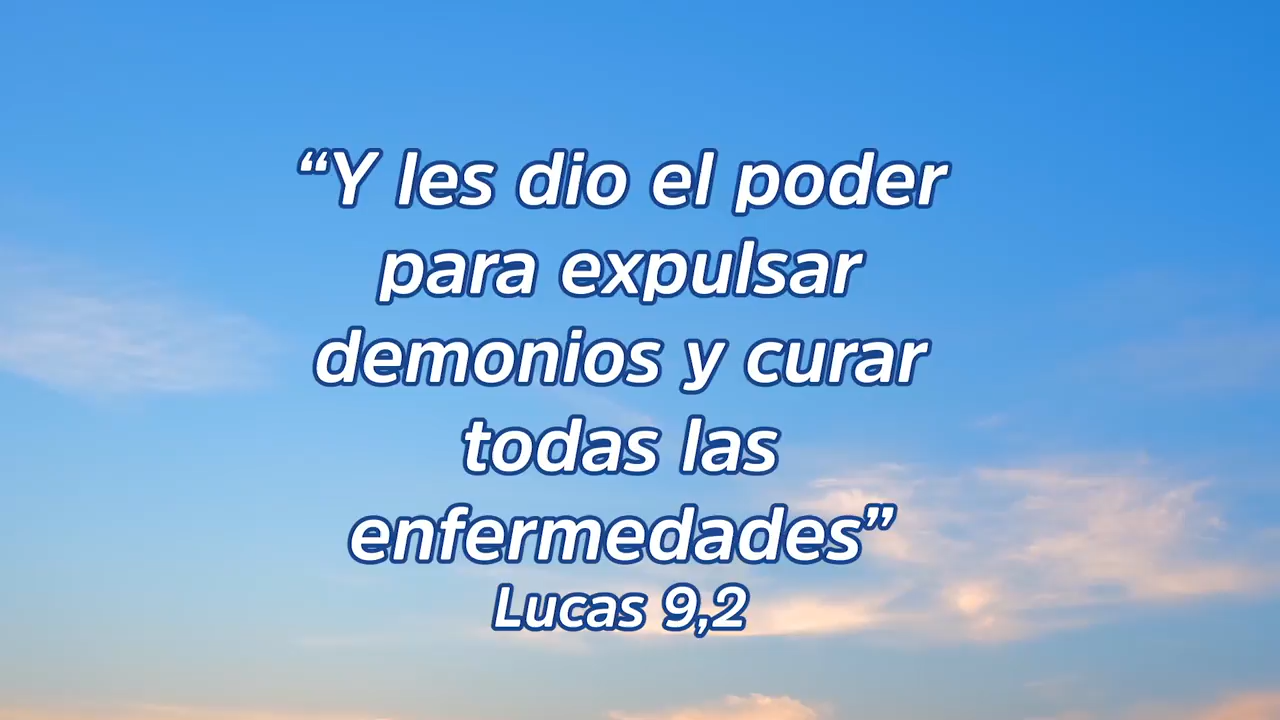 “Y les dio el poder
para expulsar
demonios y curar
todas las
enfermedades”
Lucas 9,2